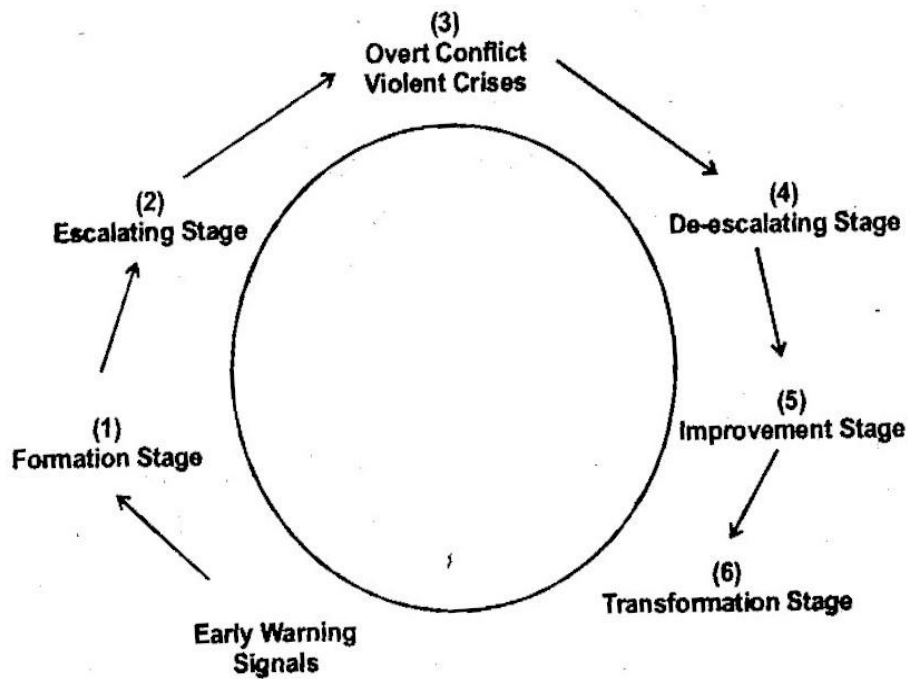 (3)
Overt Conflict
Violent Crises
(2)
Escalating Stage
(4)
De-escalating Stage
(1)
Formation Stage
(5)
Improvement Stage
(6)
Transformation Stage
Early Warning
Signals